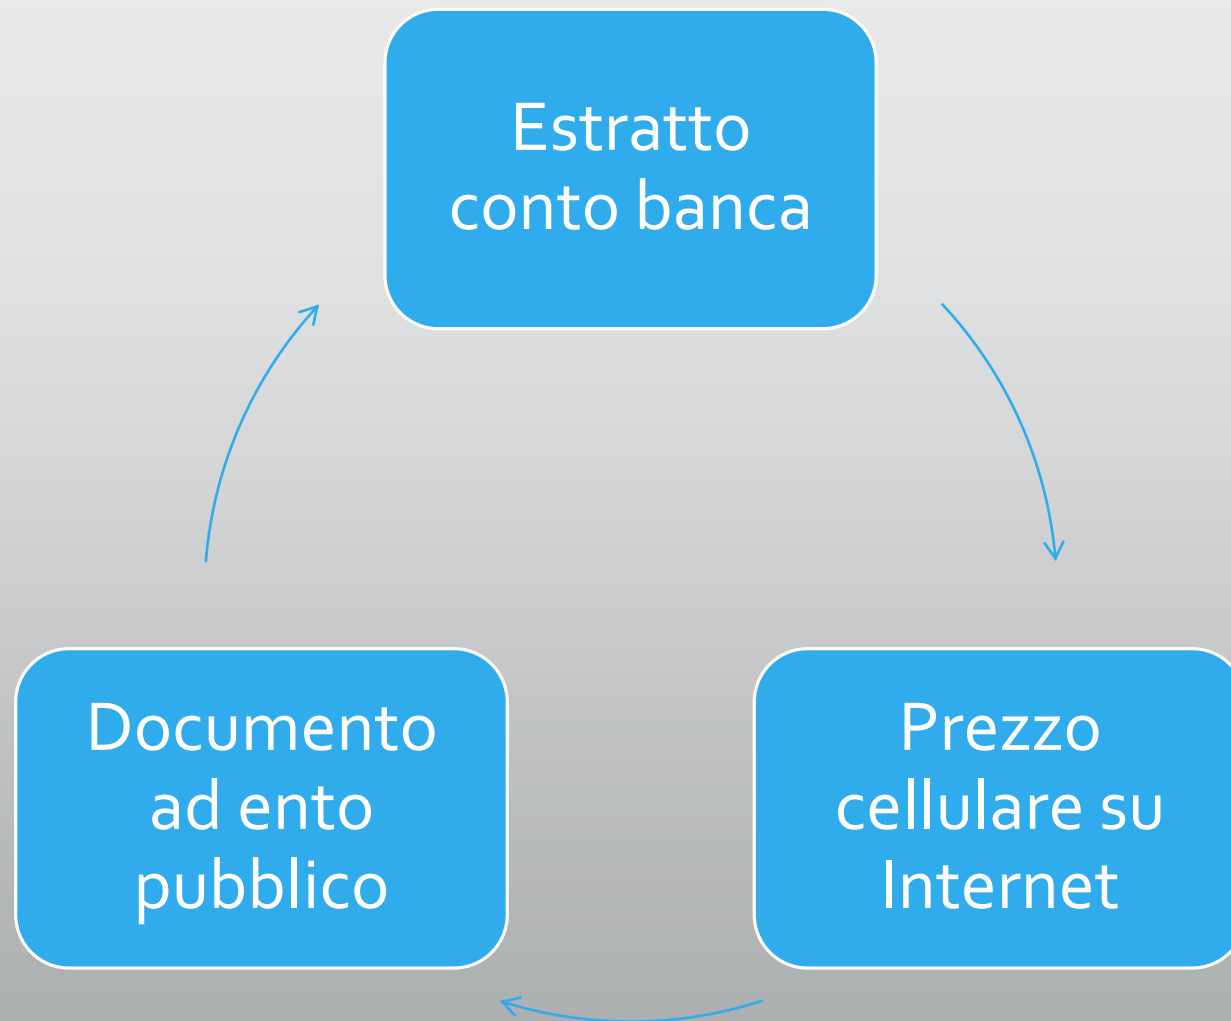 Estratto
conto banca
Documento
ad ento
pubblico
Prezzo
cellulare su
Internet